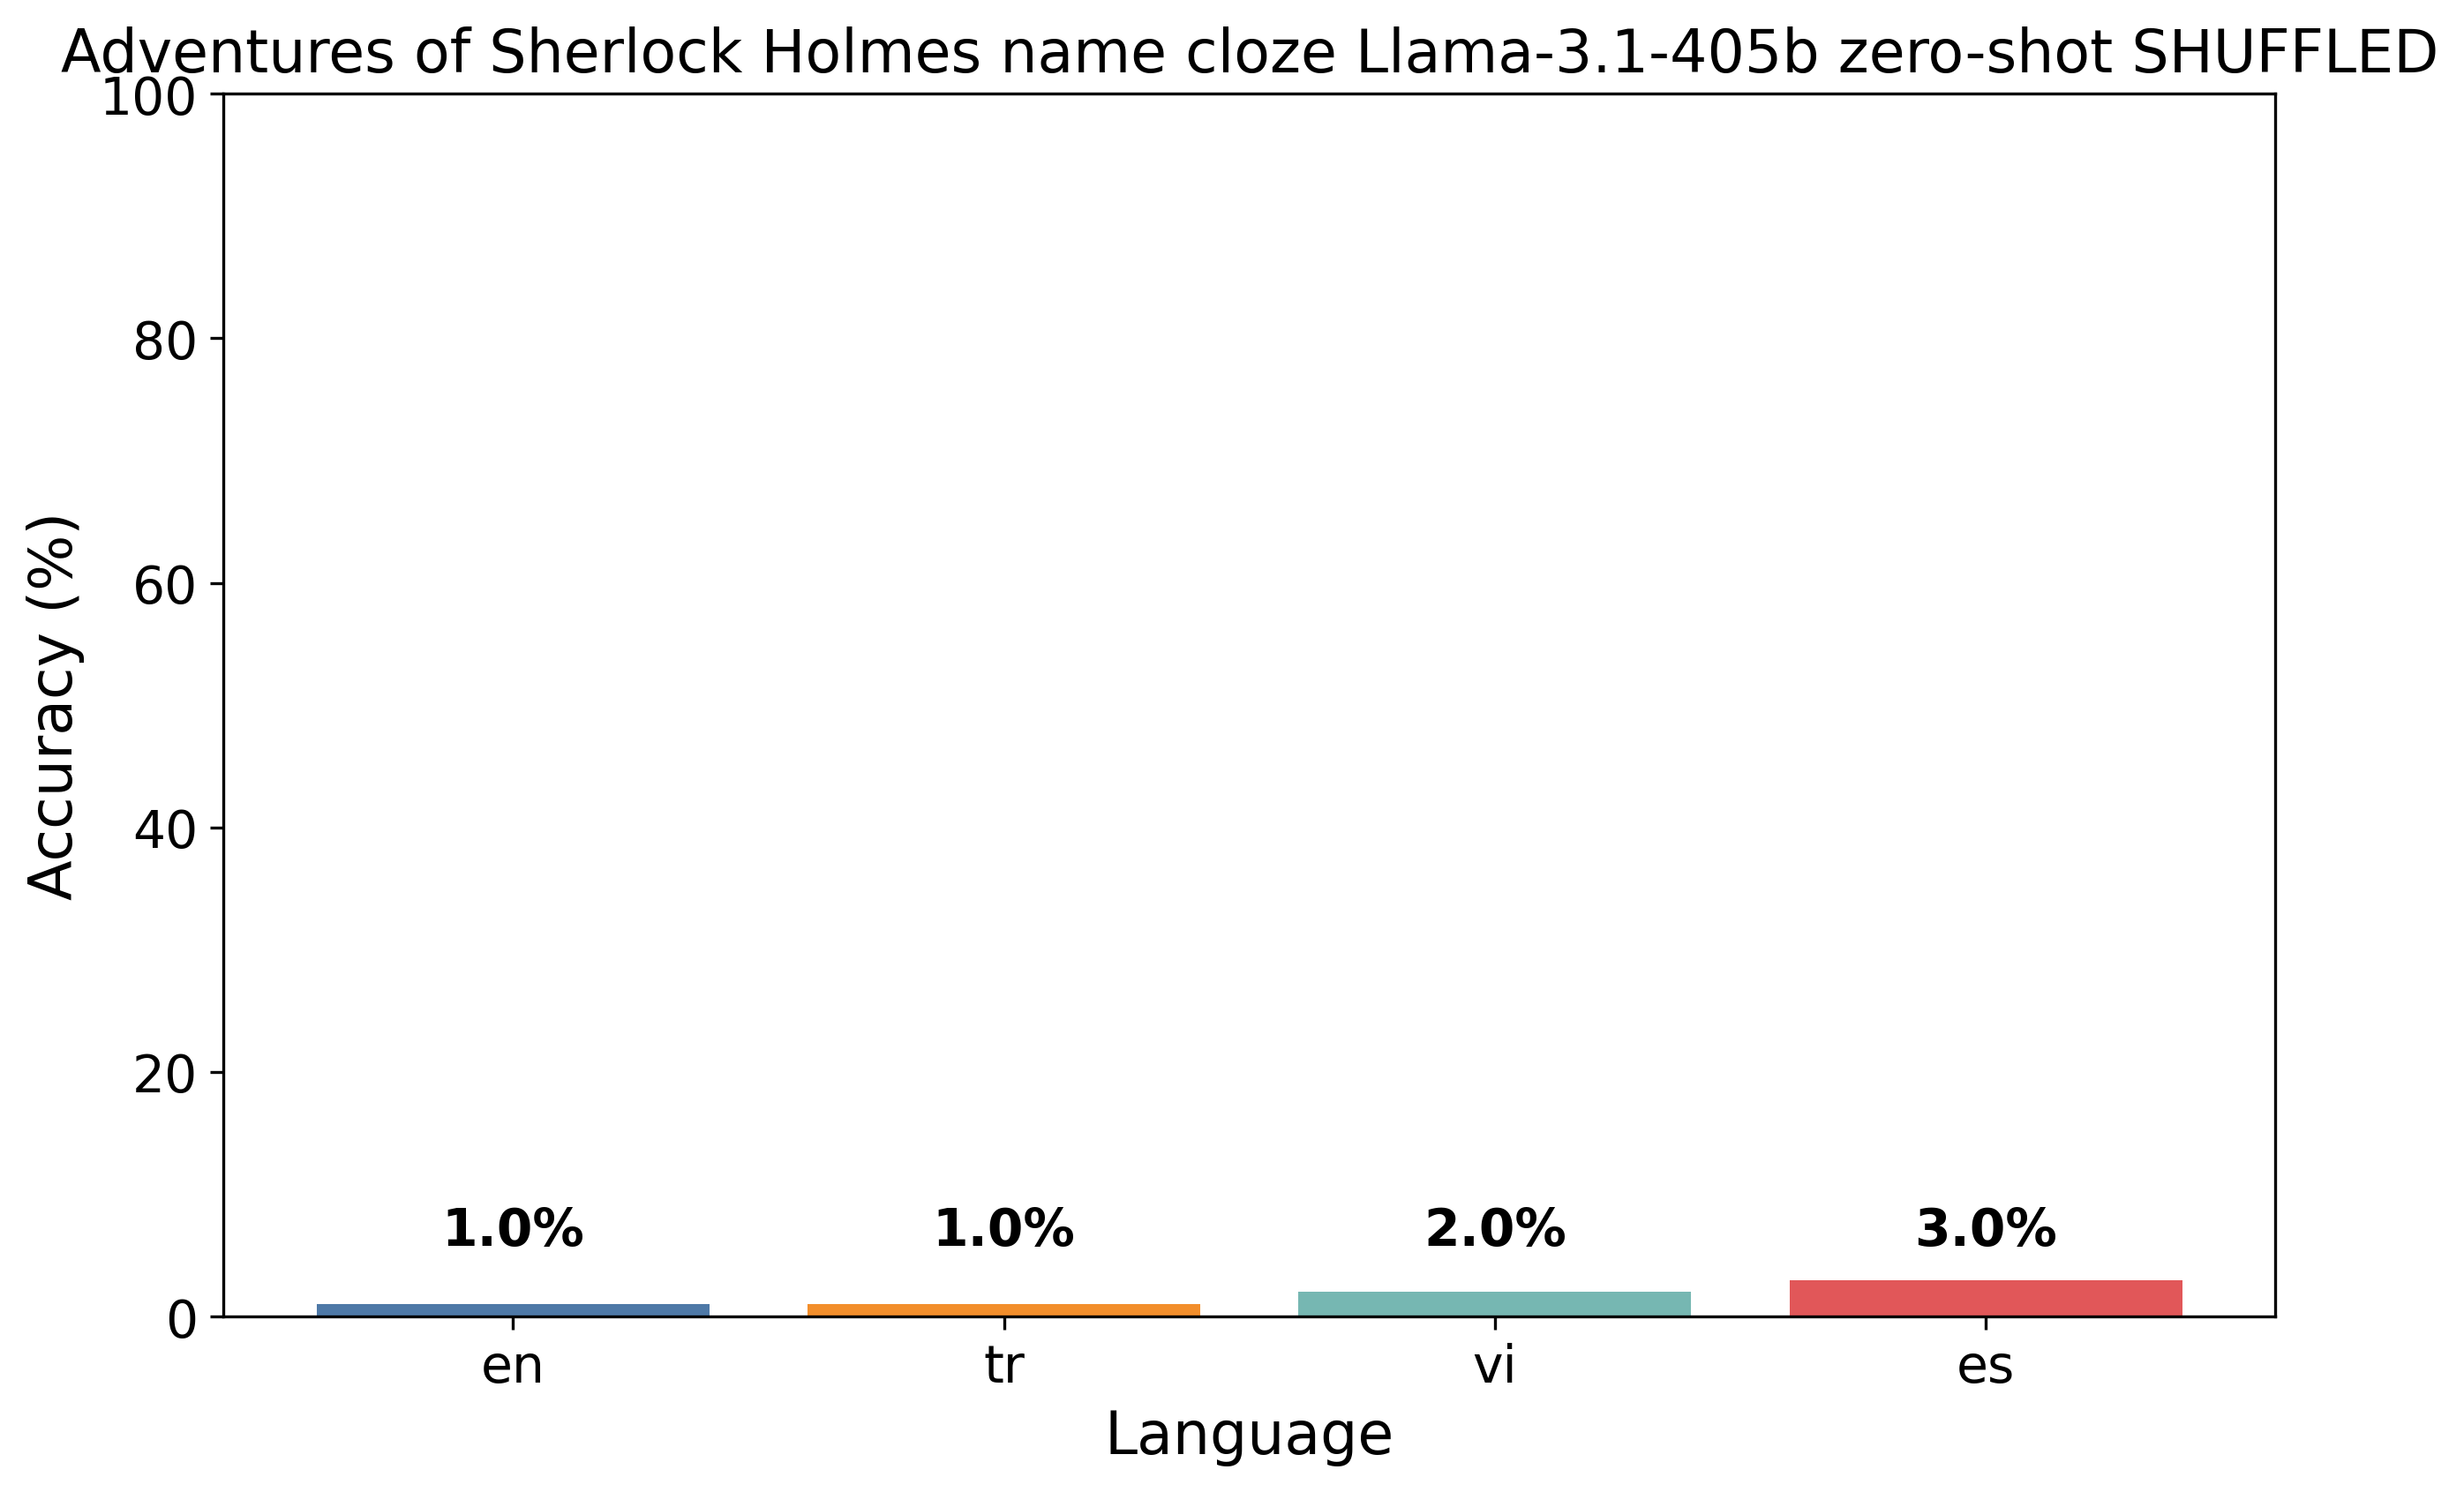 Adventures of Sherlock Holmes name cloze Llama-3.1-405b zero-shot SHUFFLED
100
80
60
40
20
0
Accuracy (%)
1.0%
1.0%
2.0%
3.0%
en
tr
vi
es
Language